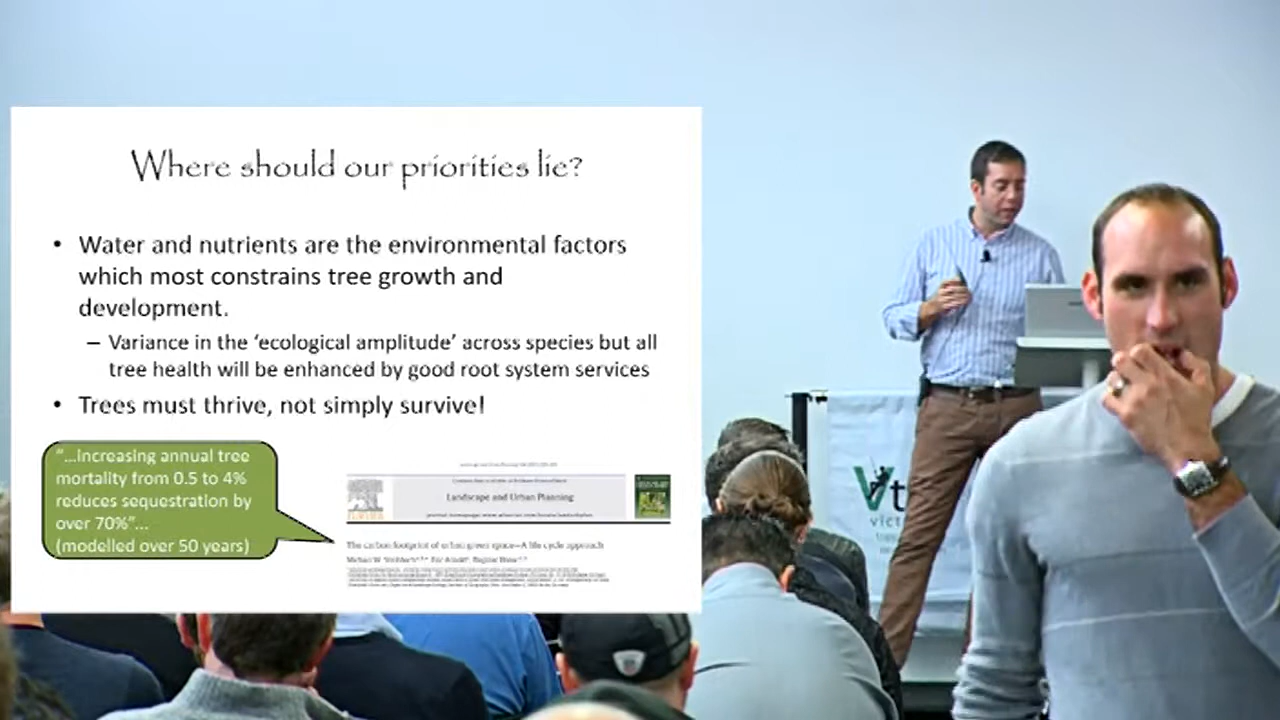 Where should our priorities lie?
• Water and nutrients are the environmental factors
which most constrains tree growth and
development.
– Variance in the ‘ecological amplitude’ across species but all
tree health will be enhanced by good root system services
• Trees must thrive, not simply survive!
“...Increasing annual tree
mortality from 0.5 to 4%
reduces sequestration by
over 70%”...
(modelled over 50 years)
Landscape and Urban Planning
The carbon footprint of urban green space—A life cycle approach
Vt
VICT